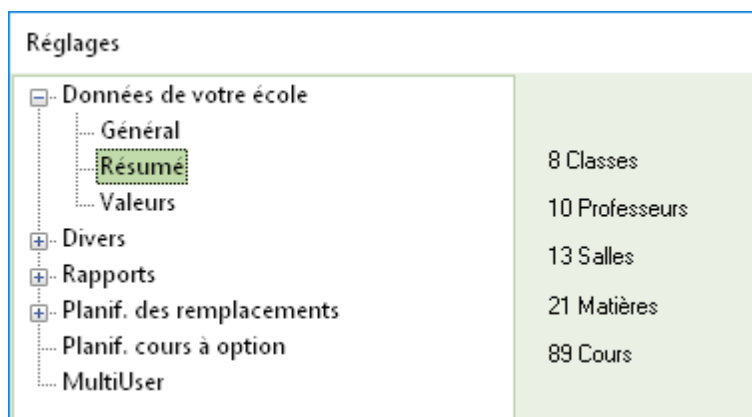 Réglages
Données de votre école
Général
Résumé
Valeurs
Divers
Rapports
Planif. des remplacements
Planif. cours à option
MultiUser
8 Classes
10 Professeurs
13 Salles
21 Matières
89 Cours